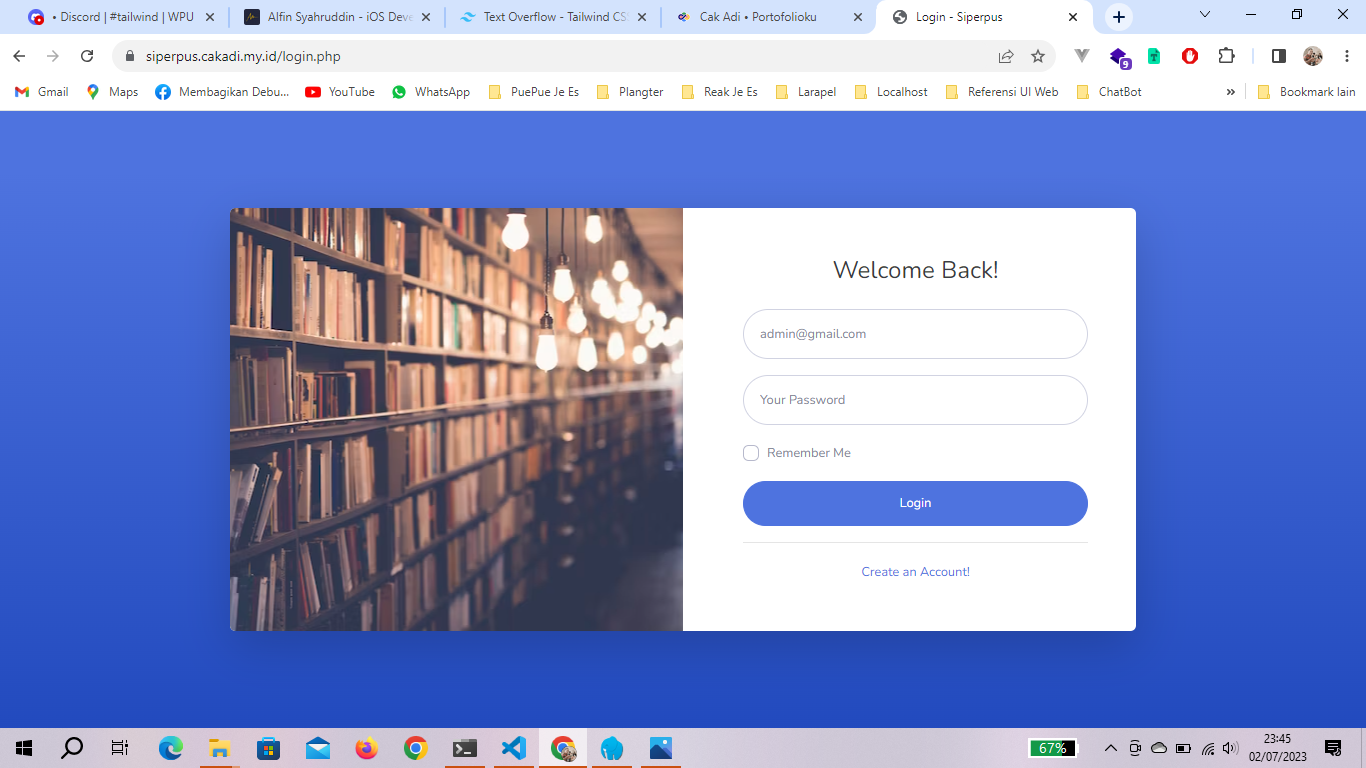 • Discord | #tailwind | WPU
Alfin Syahruddin - iOS Deve
Text Overflow - Tailwind CS
Cak Adi • Portofolioku
Login - Siperpus
siperpus.cakadi.my.id/login.php
9
Gmail
Maps
Membagikan Debu...
YouTube
WhatsApp
PuePue Je Es
Plangter
Reak Je Es
Larapel
Localhost
Referensi UI Web
ChatBot
»
Bookmark lain
Welcome Back!
admin@gmail.com
Your Password
Remember Me
Login
Create an Account!
67%
23:45
02/07/2023